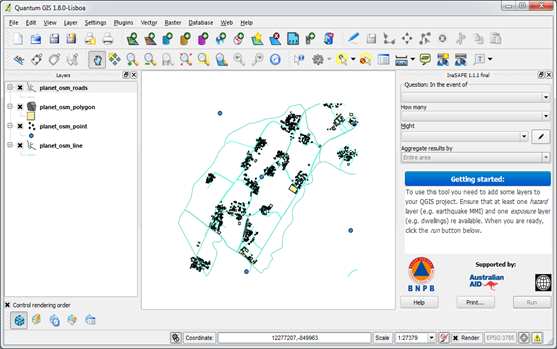 Quantum GIS 1.8.0-Lisboa
File Edit View Layer Settings Plugins Vector Raster Database Web Help
Layers
planet_osm_roads
planet_osm_polygon
planet_osm_point
planet_osm_line
Control rendering order
InaSAFE 1.1.1 final
Question: In the event of
How many
Might
Aggregate results by
Entire area
Getting started:
To use this tool you need to add some layers to
your QGIS project. Ensure that at least one hazard
layer (e.g. earthquake MMI) and one exposure layer
(e.g. dwellings) re available. When you are ready,
click the run button below.
Supported by:
BNPB
Australian
AID
Help Print... Run
Coordinate: 12277207,-849963 Scale 1:27379 Render EPSG:3785